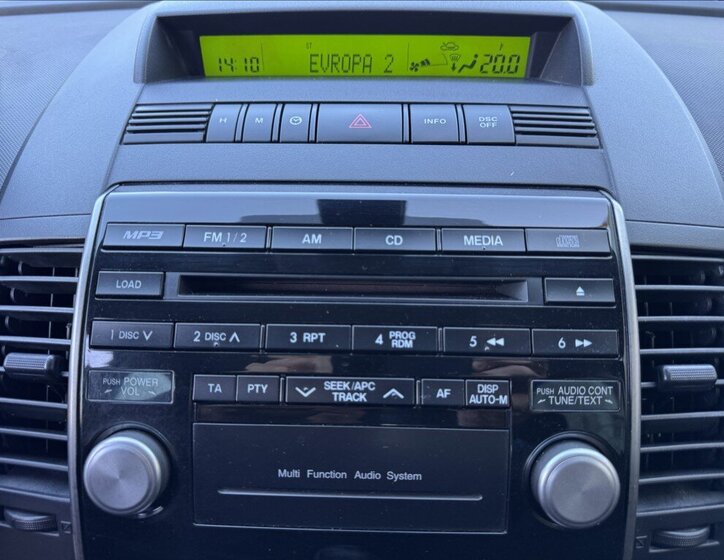 ST
14:10 EVROPA 2 20.0
H M INFO DSC OFF
MP3 FM 1/2 AM CD MEDIA
LOAD
1 DISC 2 DISC 3 RPT 4 PROG RDM 5 6
PUSH POWER VOL TA PTY SEEK/APC TRACK AF DISP AUTO-M PUSH AUDIO CONT TUNE/TEXT
Multi Function Audio System